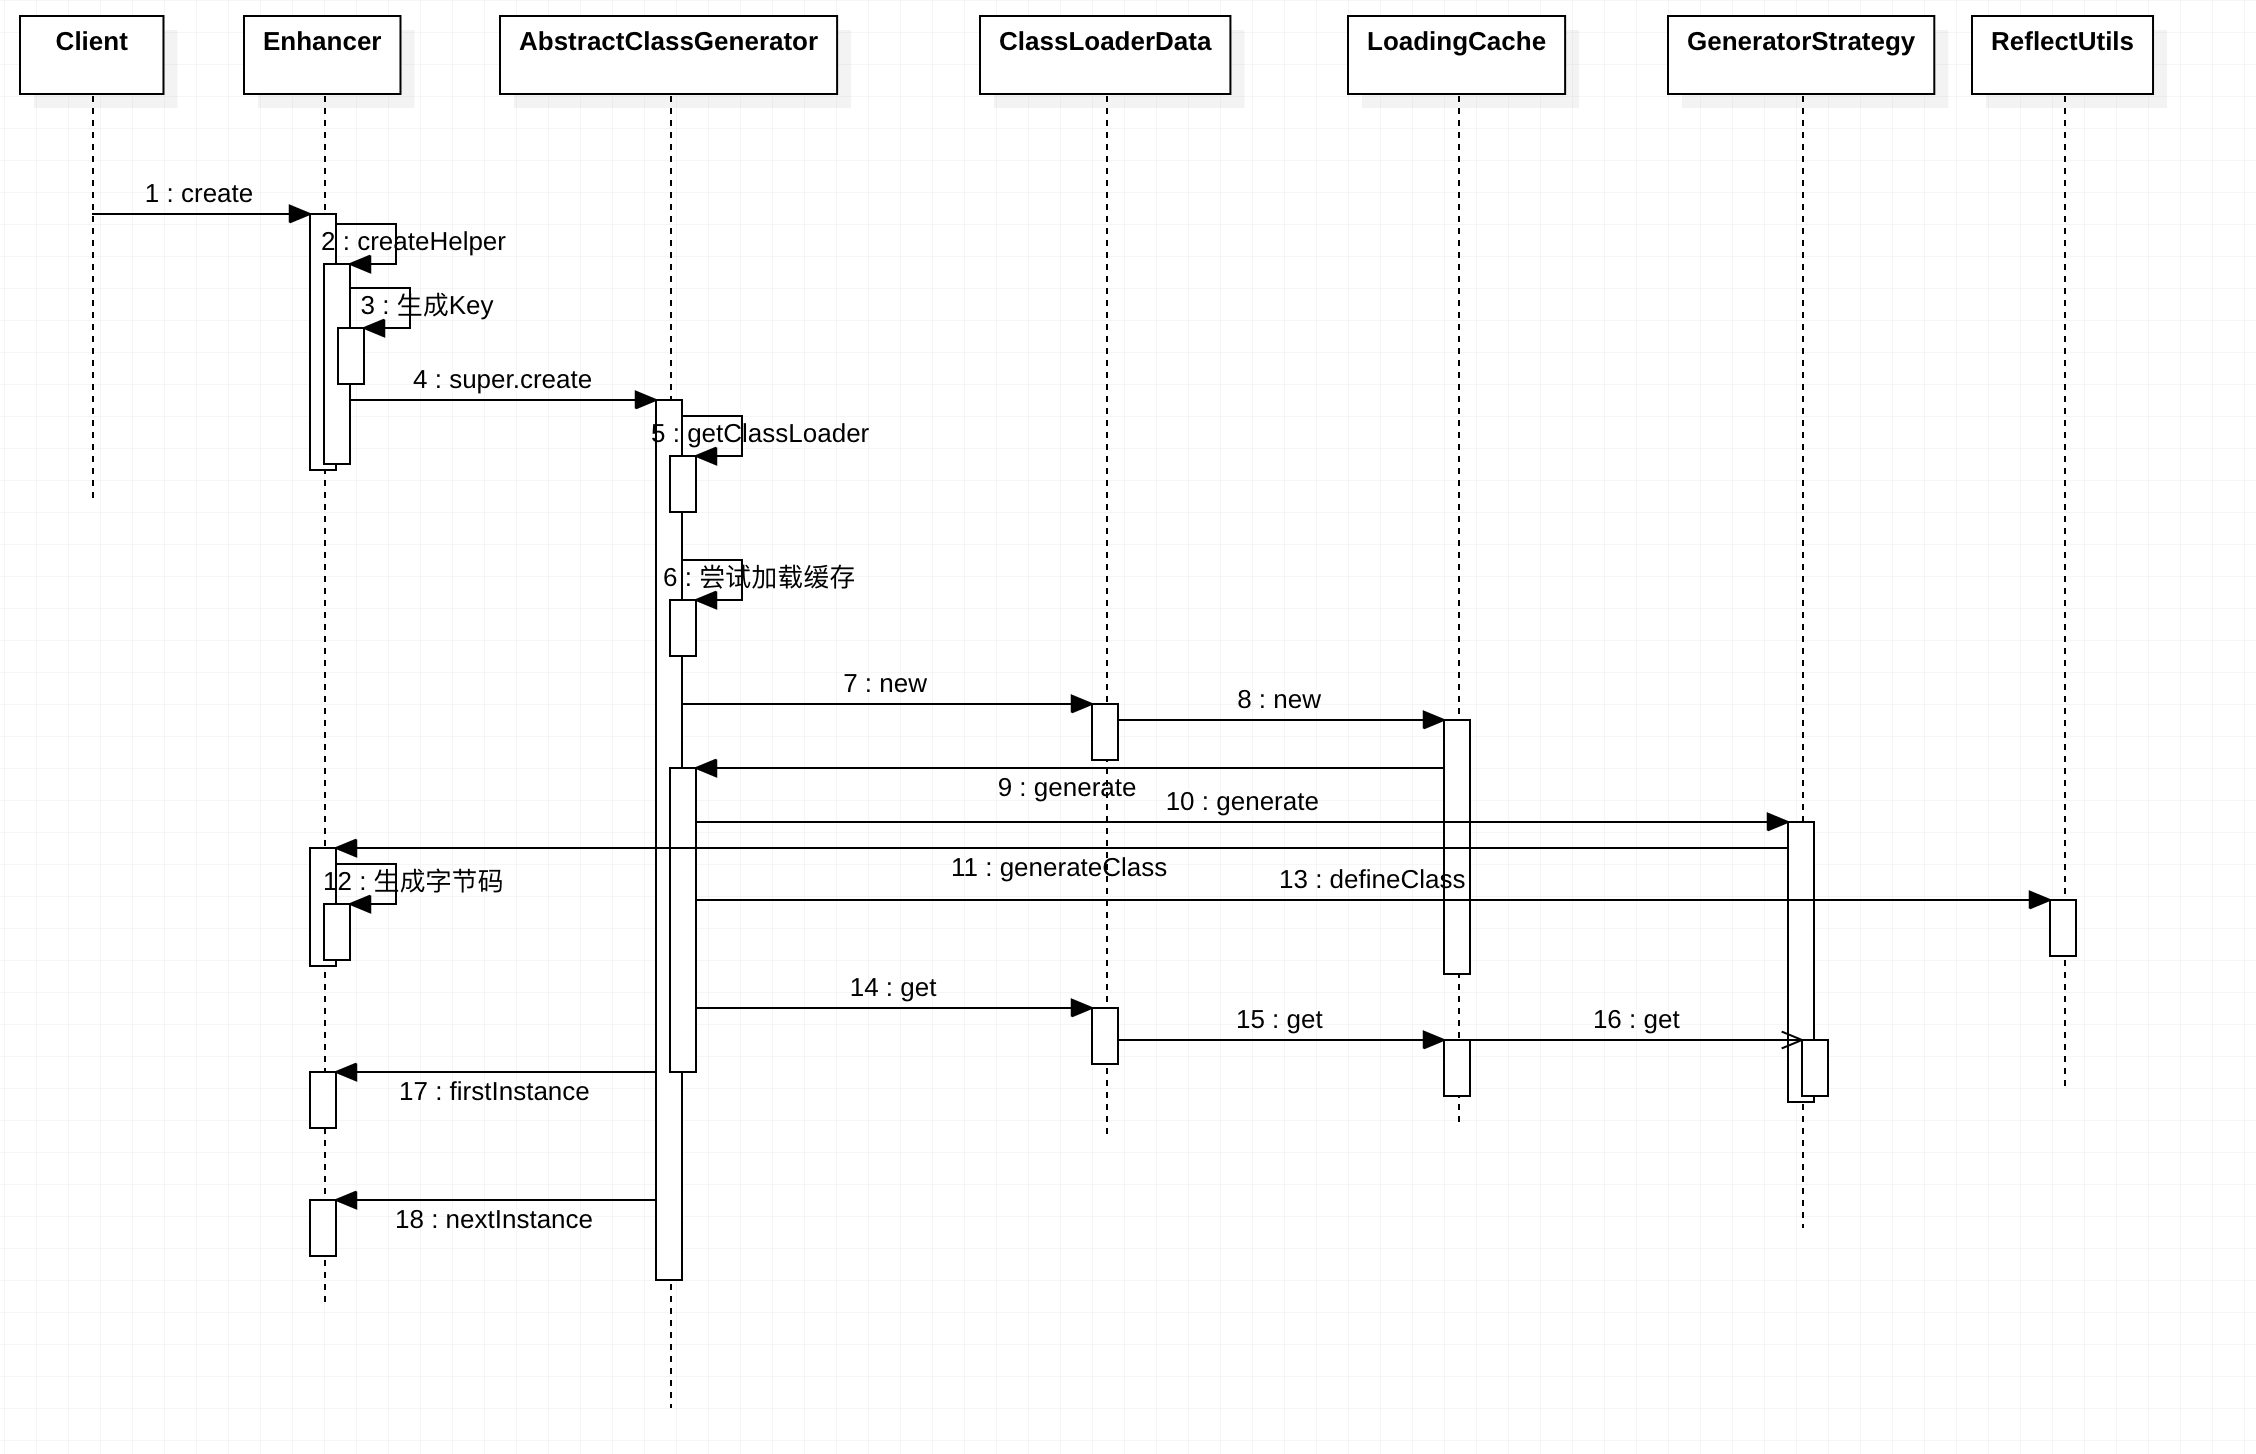 Client
Enhancer
AbstractClassGenerator
ClassLoaderData
LoadingCache
GeneratorStrategy
ReflectUtils
1 : create
2 : createHelper
3 : 生成Key
4 : super.create
5 : getClassLoader
6 : 尝试加载缓存
7 : new
8 : new
9 : generate
10 : generate
11 : generateClass
12 : 生成字节码
13 : defineClass
14 : get
15 : get
16 : get
17 : firstInstance
18 : nextInstance